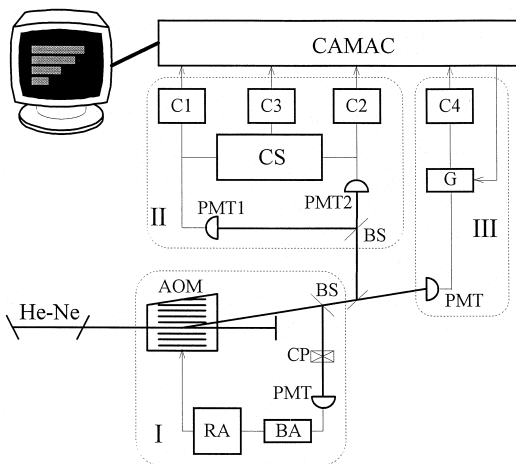 CAMAC
C1
C3
C2
C4
CS
G
PMT1
PMT2
II
BS
III
AOM
BS
PMT
He-Ne
CP
PMT
I
RA
BA